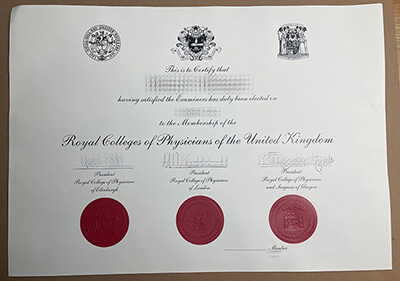 This is to Certify that
having satisfied the Examiners has duly been elected on
to the Membership of the
Royal Colleges of Physicians of the United Kingdom
President President President
Royal College of Physicians Royal College of Physicians Royal College of Physicians
of Edinburgh of London and Surgeons of Glasgow
Member